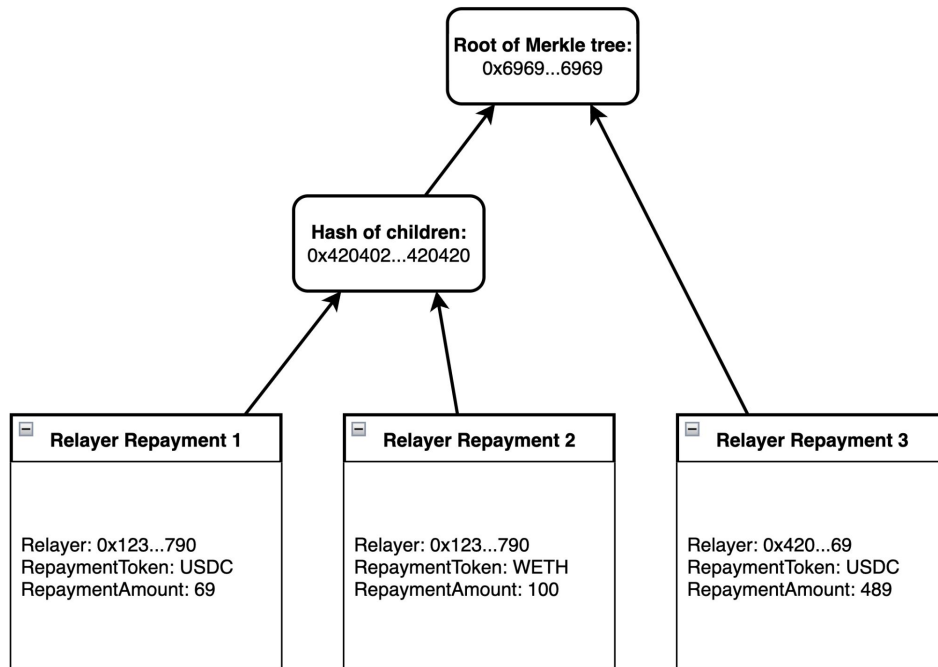 Root of Merkle tree:
0x6969...6969
Hash of children:
0x420402...420420
Relayer Repayment 1
Relayer: 0x123...790
RepaymentToken: USDC
RepaymentAmount: 69
Relayer Repayment 2
Relayer: 0x123...790
RepaymentToken: WETH
RepaymentAmount: 100
Relayer Repayment 3
Relayer: 0x420...69
RepaymentToken: USDC
RepaymentAmount: 489